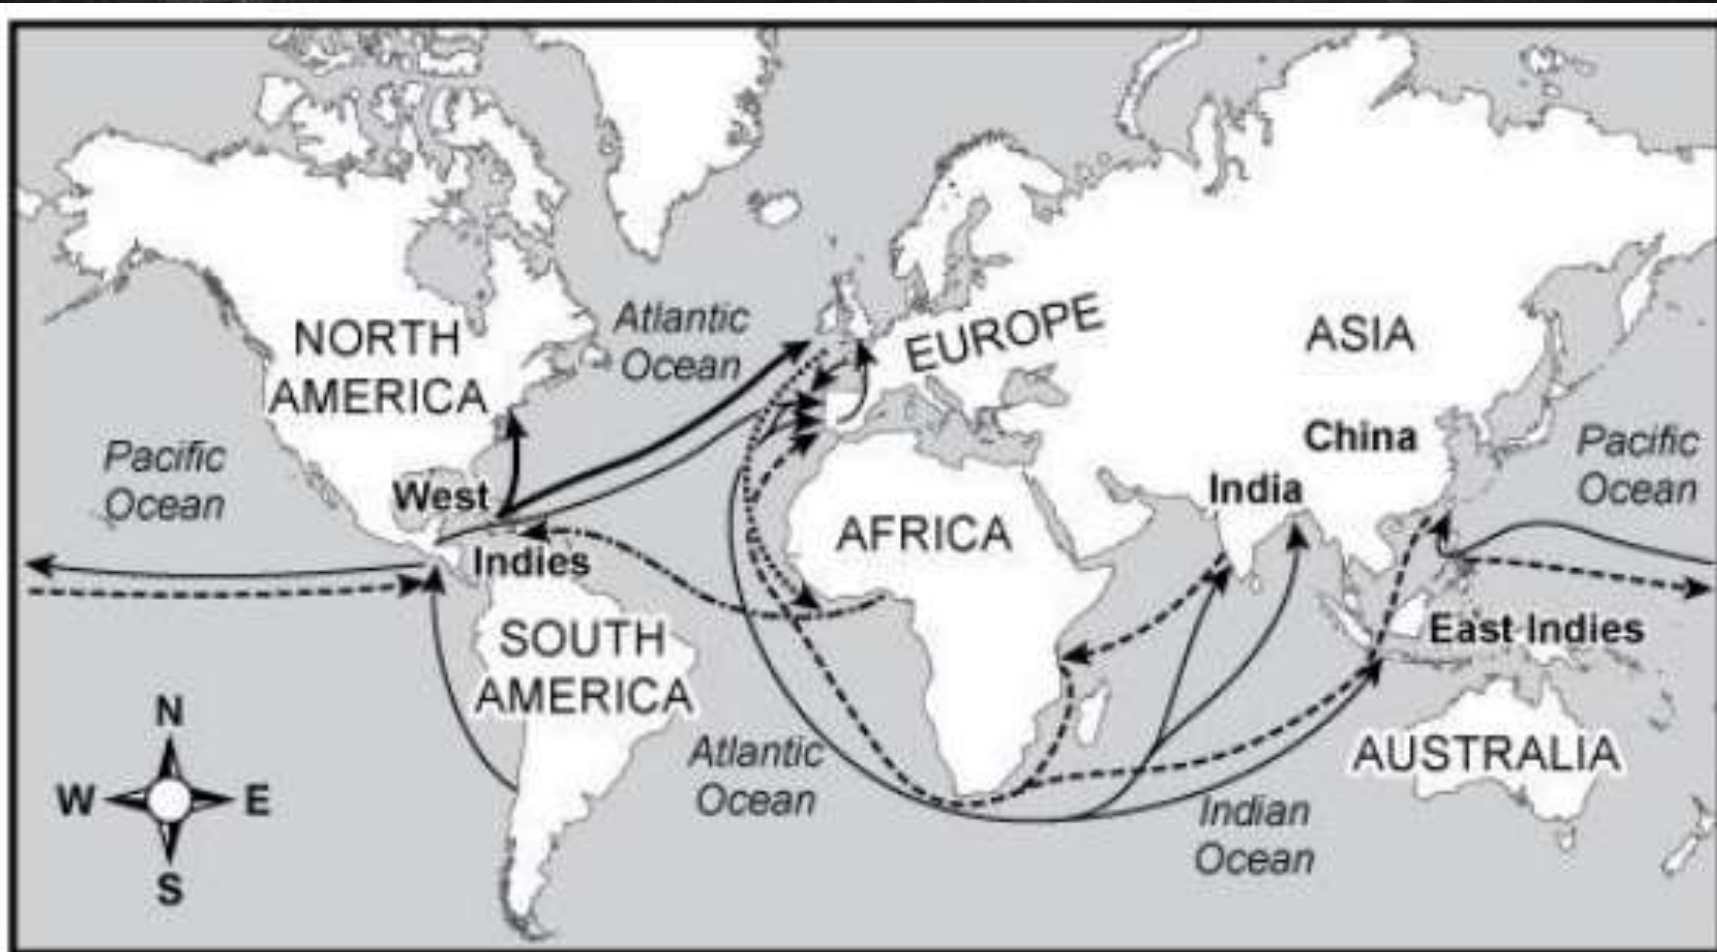 NORTH
AMERICA
Atlantic
Ocean
EUROPE
ASIA
Pacific
Ocean
West
Indies
AFRICA
India
China
Pacific
Ocean
East Indies
SOUTH
AMERICA
Atlantic
Ocean
Indian
Ocean
AUSTRALIA
N
W E
S